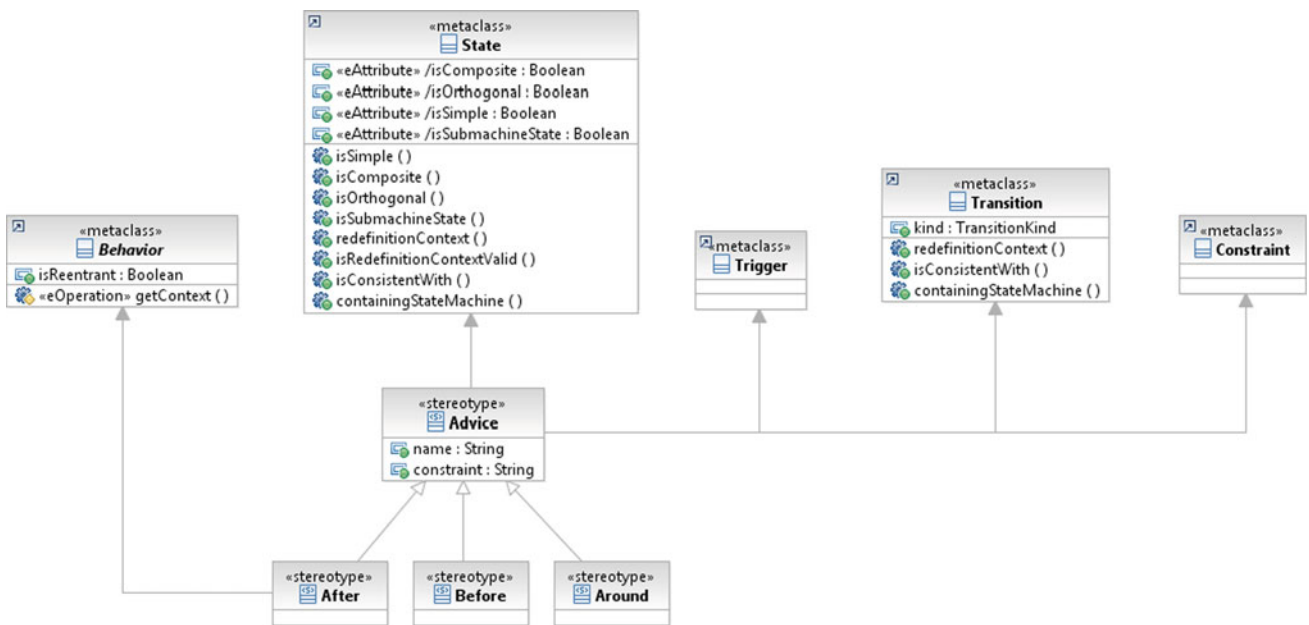 «metaclass»
State
«eAttribute» /isComposite : Boolean
«eAttribute» /isOrthogonal : Boolean
«eAttribute» /isSimple : Boolean
«eAttribute» /isSubmachineState : Boolean
isSimple ( )
isComposite ( )
isOrthogonal ( )
isSubmachineState ( )
redefinitionContext ( )
isRedefinitionContextValid ( )
isConsistentWith ( )
containingStateMachine ( )
«metaclass»
Behavior
isReentrant : Boolean
«eOperation» getContext ( )
«metaclass»
Trigger
«metaclass»
Transition
kind : TransitionKind
redefinitionContext ( )
isConsistentWith ( )
containingStateMachine ( )
«metaclass»
Constraint
«stereotype»
Advice
name : String
constraint : String
«stereotype»
After
«stereotype»
Before
«stereotype»
Around